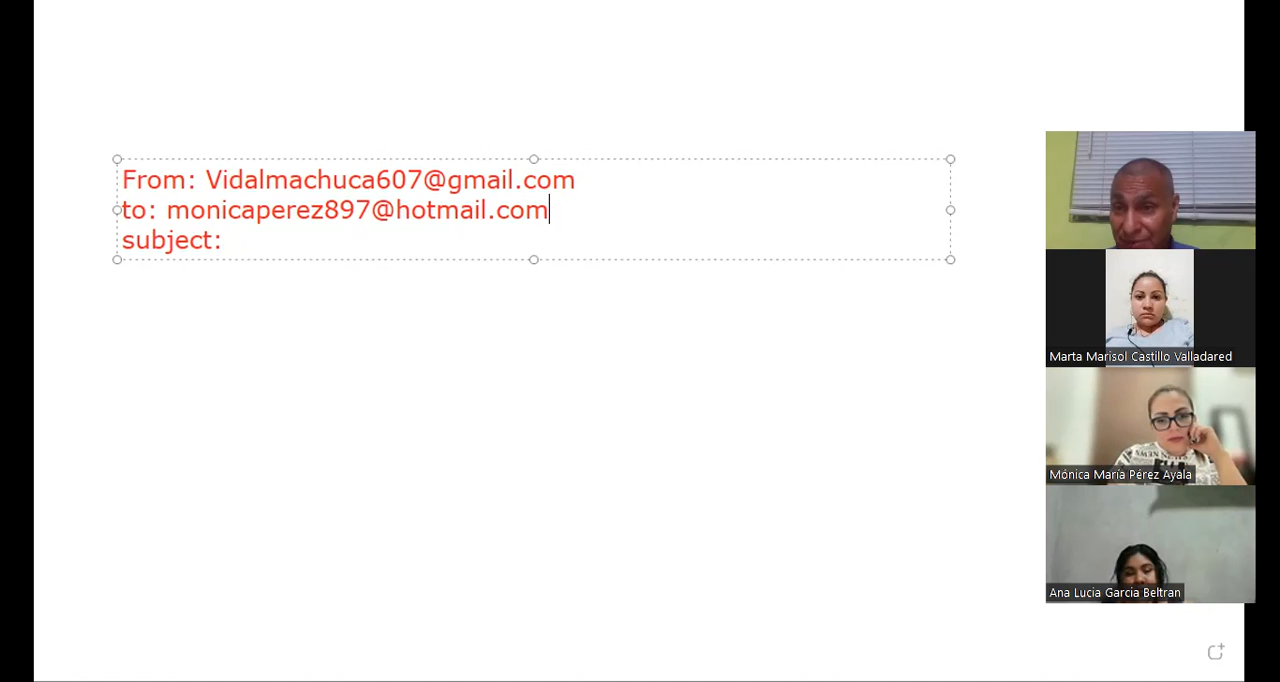 From: Vidalmachuca607@gmail.com
to: monicaperez897@hotmail.com
subject:
Marta Marisol Castillo Valladared
Mónica María Pérez Ayala
Ana Lucia Garcia Beltran